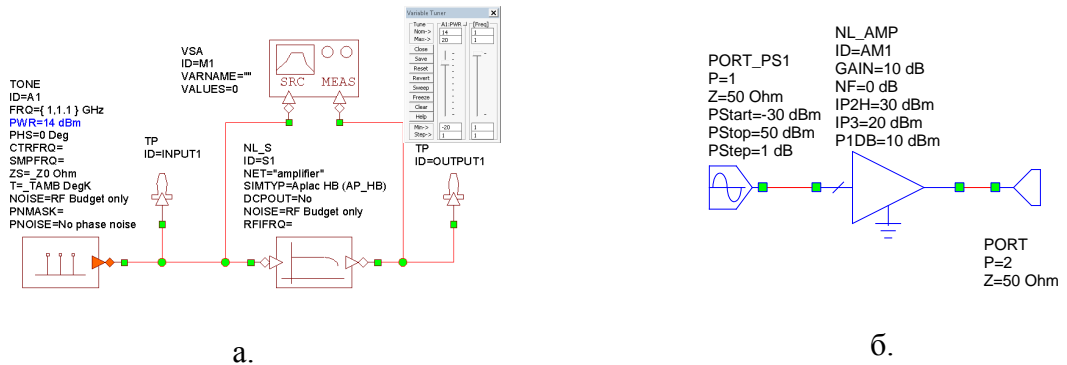 Variable Tuner
Tune
Nom->
Max->
Close
Save
Reset
Revert
Sweep
Freeze
Clear
Help
Min->
Step->
A1:PWR
14
20
-20
1
[Freq]
1
1
1
1
VSA
ID=M1
VARNAME=""
VALUES=0
SRC MEAS
TONE
ID=A1
FRQ={ 1,1,1 } GHz
PWR=14 dBm
PHS=0 Deg
CTRFRQ=
SMPFRQ=
ZS=_Z0 Ohm
T=_TAMB DegK
NOISE=RF Budget only
PNMASK=
PNOISE=No phase noise
TP
ID=INPUT1
NL_S
ID=S1
NET="amplifier"
SIMTYP=Aplac HB (AP_HB)
DCPOUT=No
NOISE=RF Budget only
RFIFRQ=
TP
ID=OUTPUT1
а.
PORT_PS1
P=1
Z=50 Ohm
PStart=-30 dBm
PStop=50 dBm
PStep=1 dB
NL_AMP
ID=AM1
GAIN=10 dB
NF=0 dB
IP2H=30 dBm
IP3=20 dBm
P1DB=10 dBm
PORT
P=2
Z=50 Ohm
б.